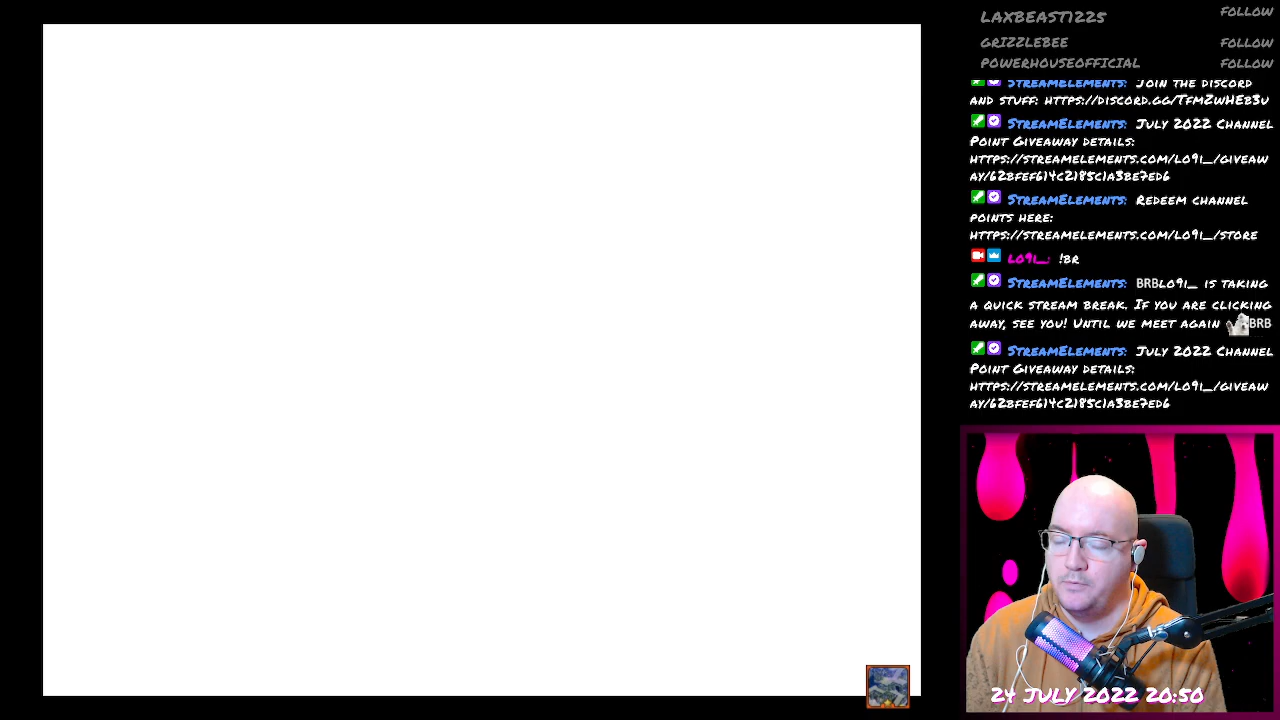 LAXBEAST1225 FOLLOW
GRIZZLEBEE FOLLOW
POWERHOUSEOFFICIAL FOLLOW
StreamElements: Join the discord
and stuff: https://discord.gg/TfmZwHEb3u
StreamElements: July 2022 Channel
Point Giveaway details:
https://streamelements.com/lo9i_/giveaw
ay/62bfef614c2185c1a3be7ed6
StreamElements: Redeem channel
points here:
https://streamelements.com/lo9i_/store
lo9i_: !br
StreamElements: BRBlo9i_ is taking
a quick stream break. If you are clicking
away, see you! Until we meet again BRB
StreamElements: July 2022 Channel
Point Giveaway details:
https://streamelements.com/lo9i_/giveaw
ay/62bfef614c2185c1a3be7ed6
24 JULY 2022 20:50